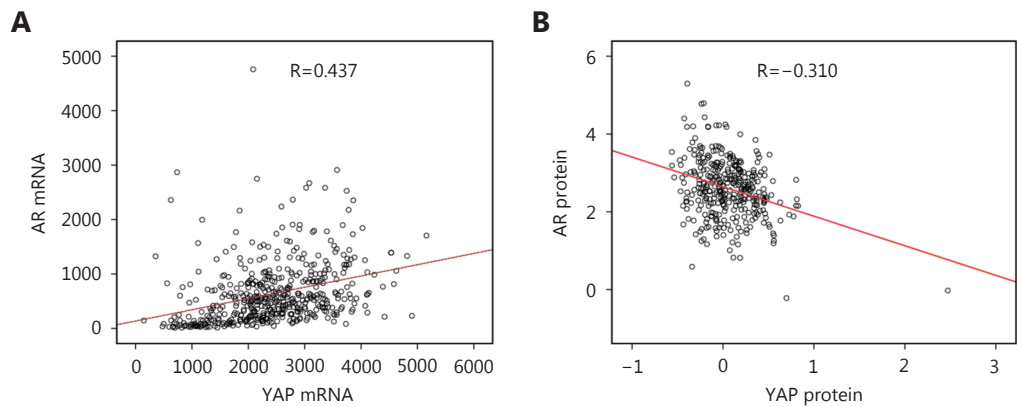 A
R=0.437
AR mRNA
5000
4000
3000
2000
1000
0
0 1000 2000 3000 4000 5000 6000
YAP mRNA
B
R=−0.310
AR protein
6
4
2
0
−1 0 1 2 3
YAP protein